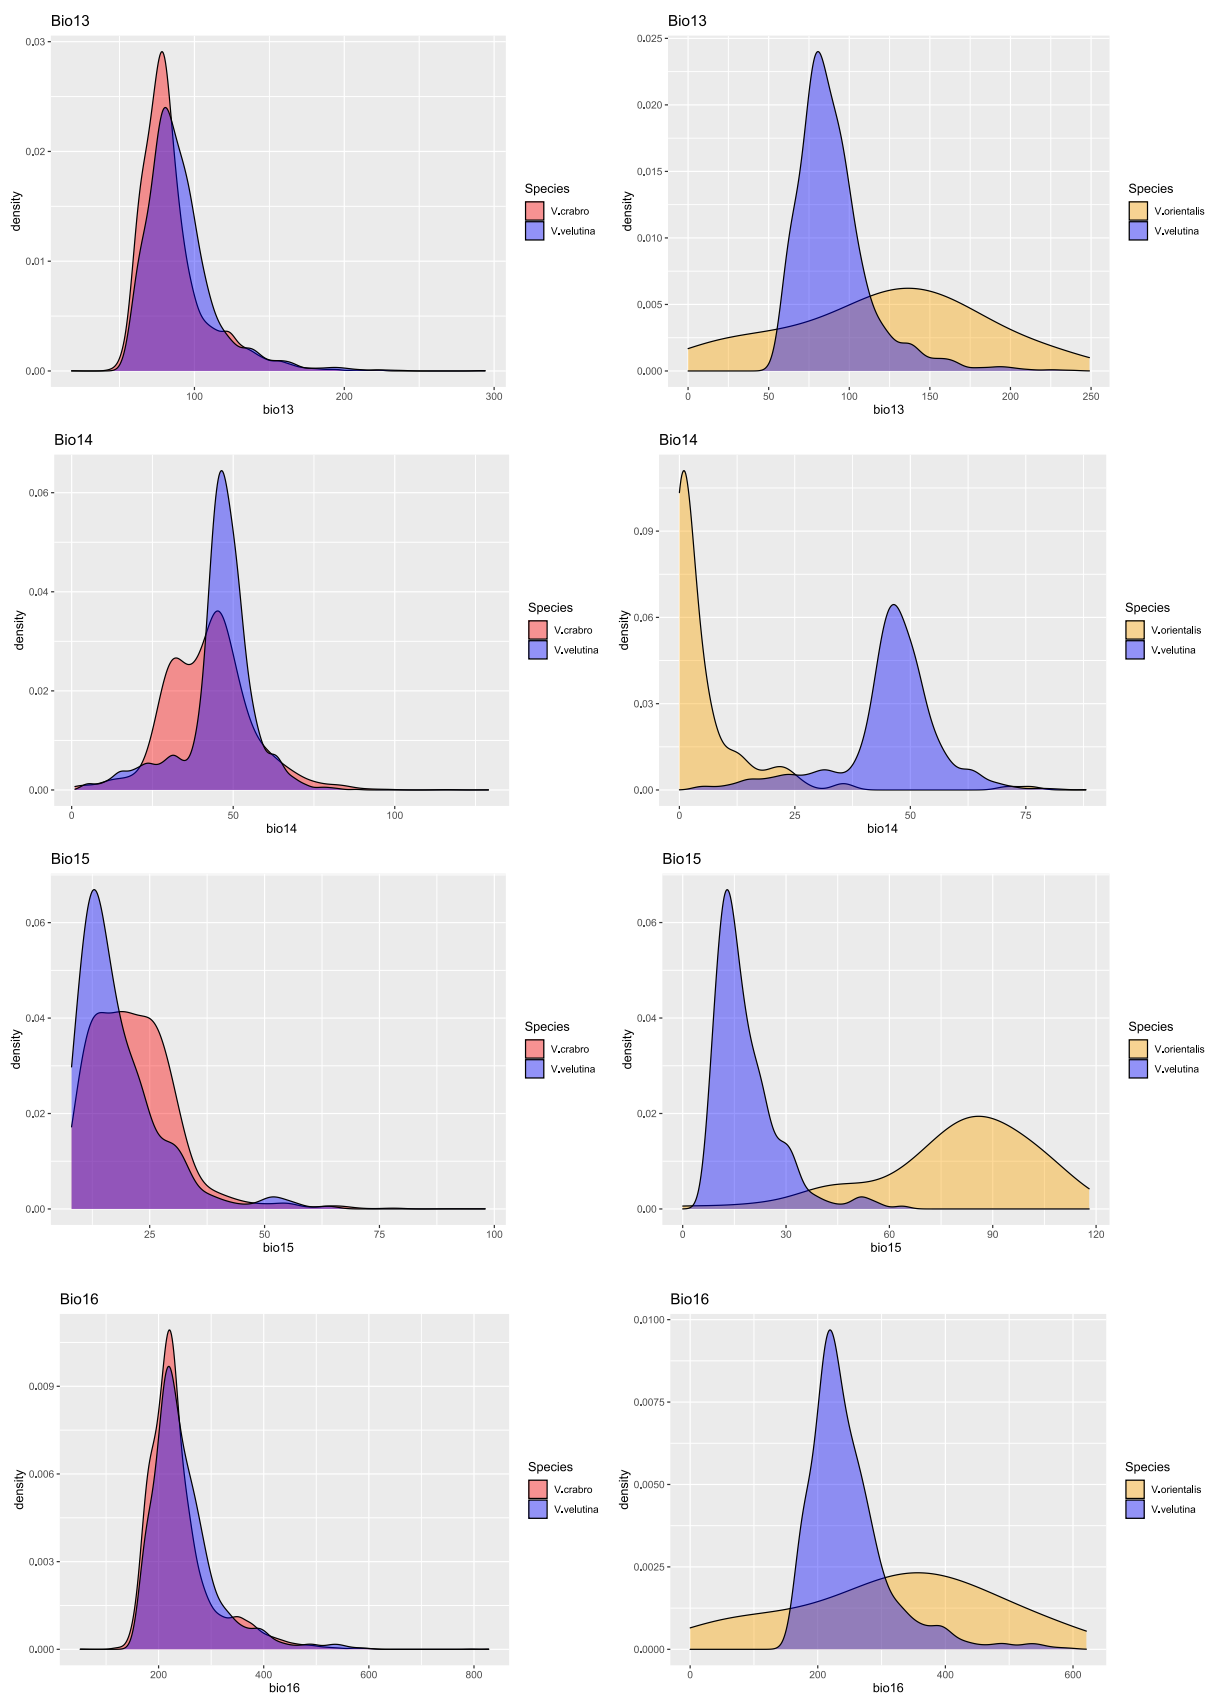 Bio13
0.03
0.02
0.01
0.00
density
100
200
300
bio13
Species
V.crabro
V.velutina
Bio13
0.025
0.020
0.015
0.010
0.005
0.000
density
0
50
100
150
200
250
bio13
Species
V.orientalis
V.velutina
Bio14
0.06
0.04
0.02
0.00
density
0
50
100
bio14
Species
V.crabro
V.velutina
Bio14
0.09
0.06
0.03
0.00
density
0
25
50
75
bio14
Species
V.orientalis
V.velutina
Bio15
0.06
0.04
0.02
0.00
density
25
50
75
100
bio15
Species
V.crabro
V.velutina
Bio15
0.06
0.04
0.02
0.00
density
0
30
60
90
120
bio15
Species
V.orientalis
V.velutina
Bio16
0.009
0.006
0.003
0.000
density
200
400
600
800
bio16
Species
V.crabro
V.velutina
Bio16
0.0100
0.0075
0.0050
0.0025
0.0000
density
0
200
400
600
bio16
Species
V.orientalis
V.velutina